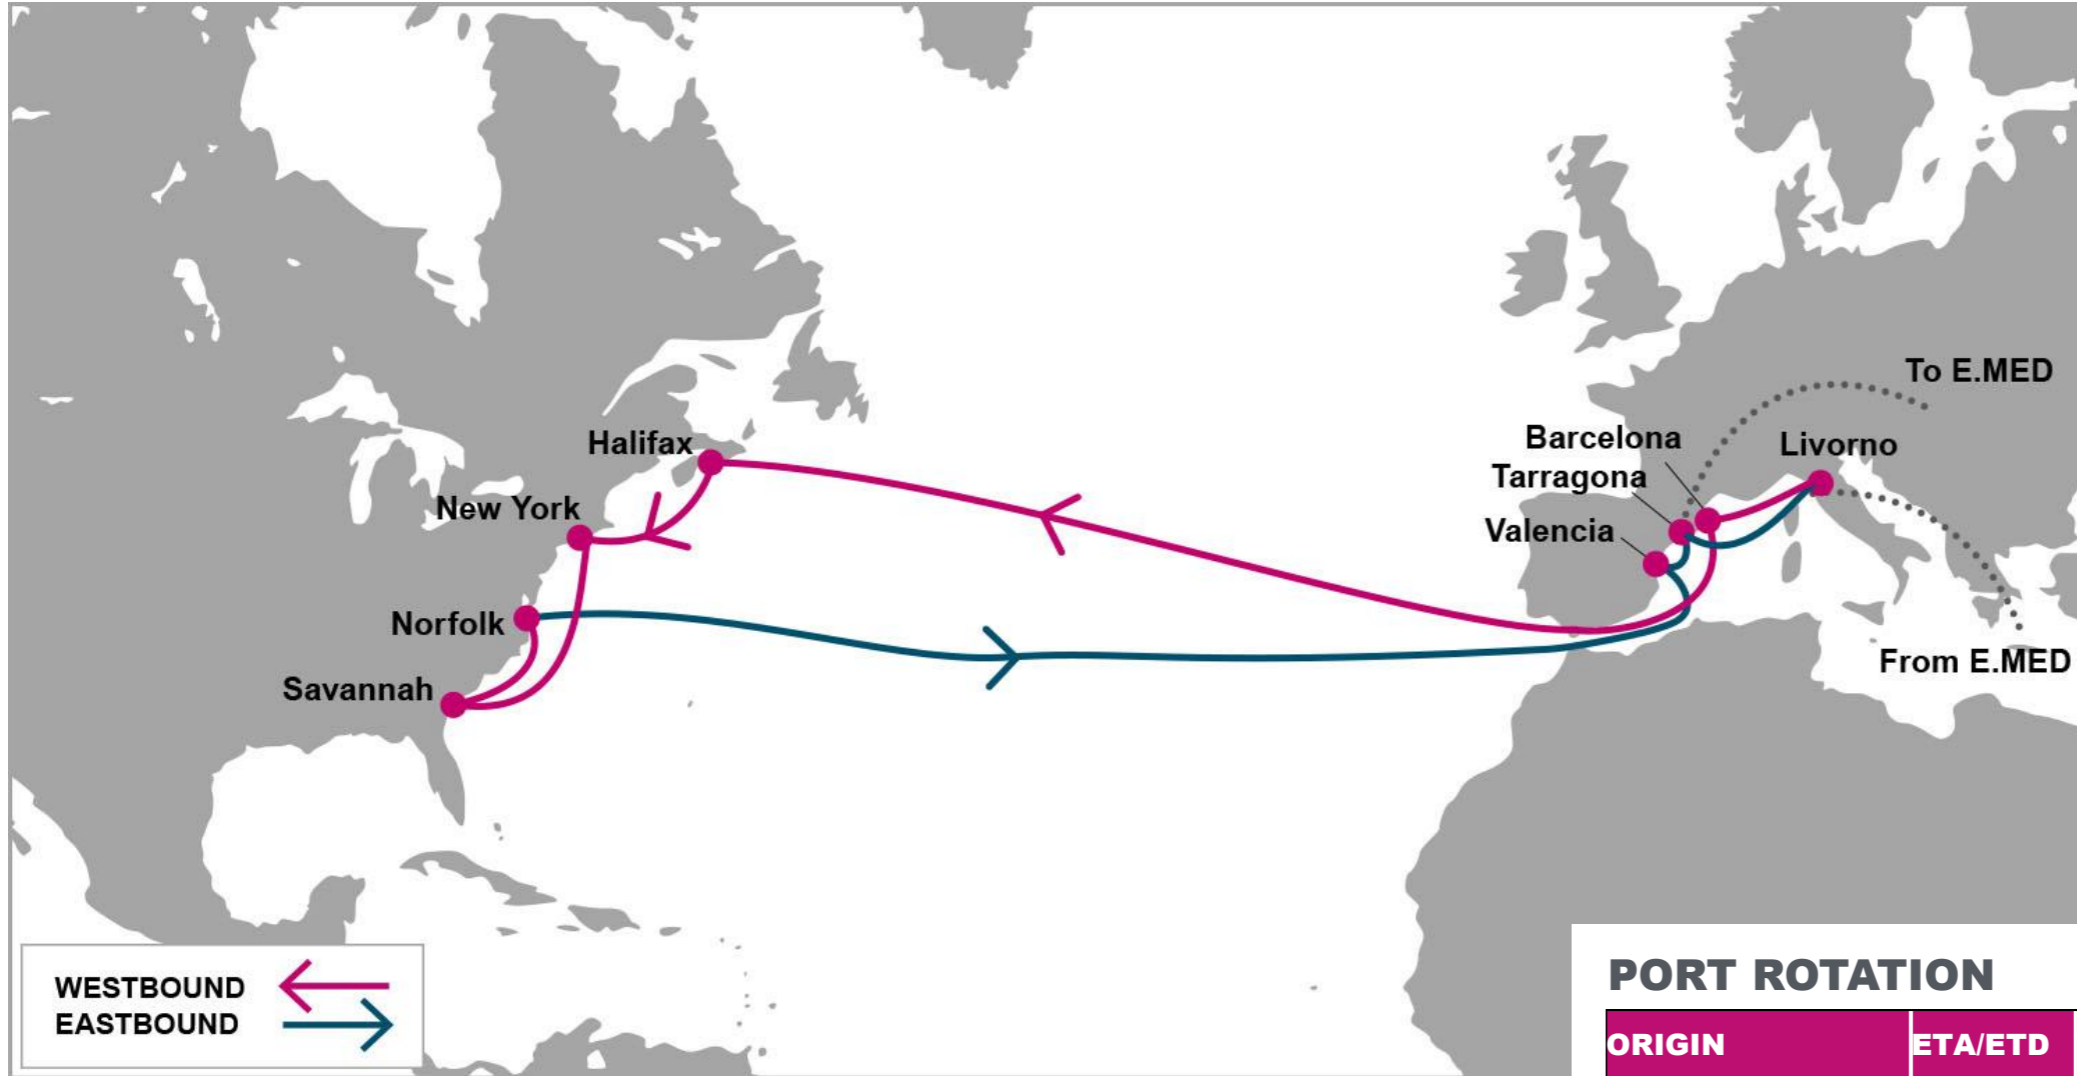 To E.MED
Barcelona
Livorno
Halifax
Tarragona
New York
Valencia
Norfolk
From E.MED
Savannah
WESTBOUND
EASTBOUND
PORT ROTATION
ORIGIN ETA/ETD